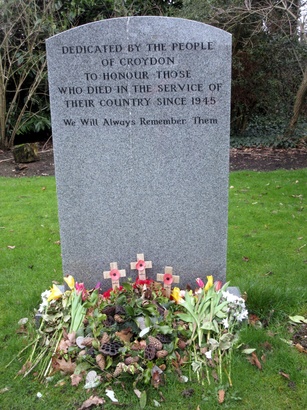 DEDICATED BY THE PEOPLE
OF CROYDON
TO HONOUR THOSE
WHO DIED IN THE SERVICE OF
THEIR COUNTRY SINCE 1945
We Will Always Remember Them